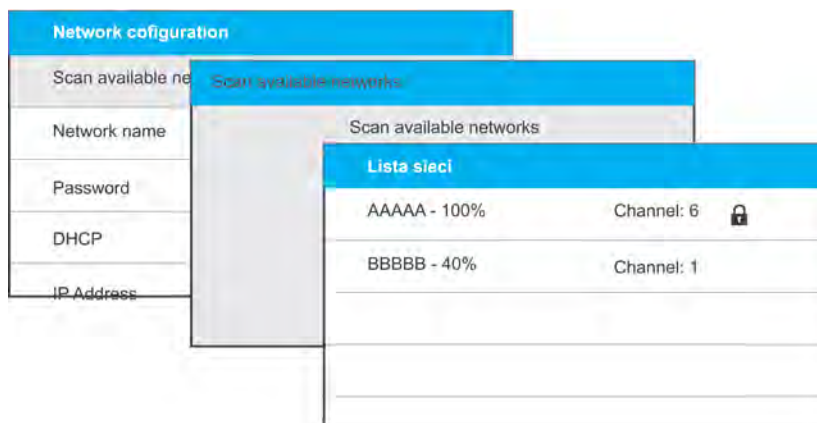 Network cofiguration
Scan available ne
Network name
Password
DHCP
IP Address
Scan available networks
Scan available networks
Lista sieci
AAAAA - 100% Channel: 6
BBBBB - 40% Channel: 1